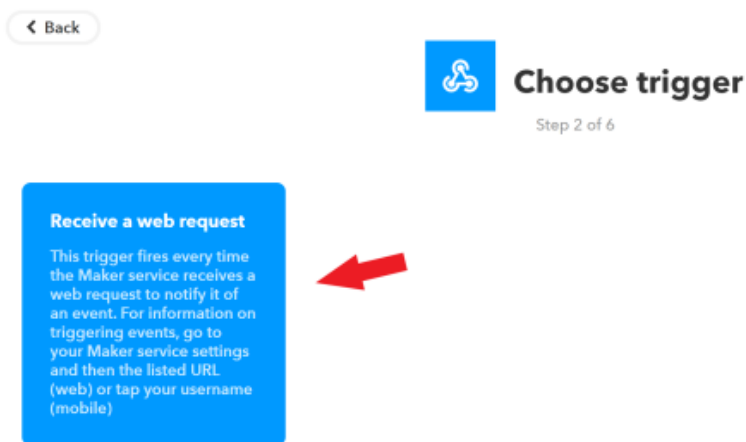 Back
Choose trigger
Step 2 of 6
Receive a web request
This trigger fires every time
the Maker service receives a
web request to notify it of
an event. For information on
triggering events, go to
your Maker service settings
and then the listed URL
(web) or tap your username
(mobile)